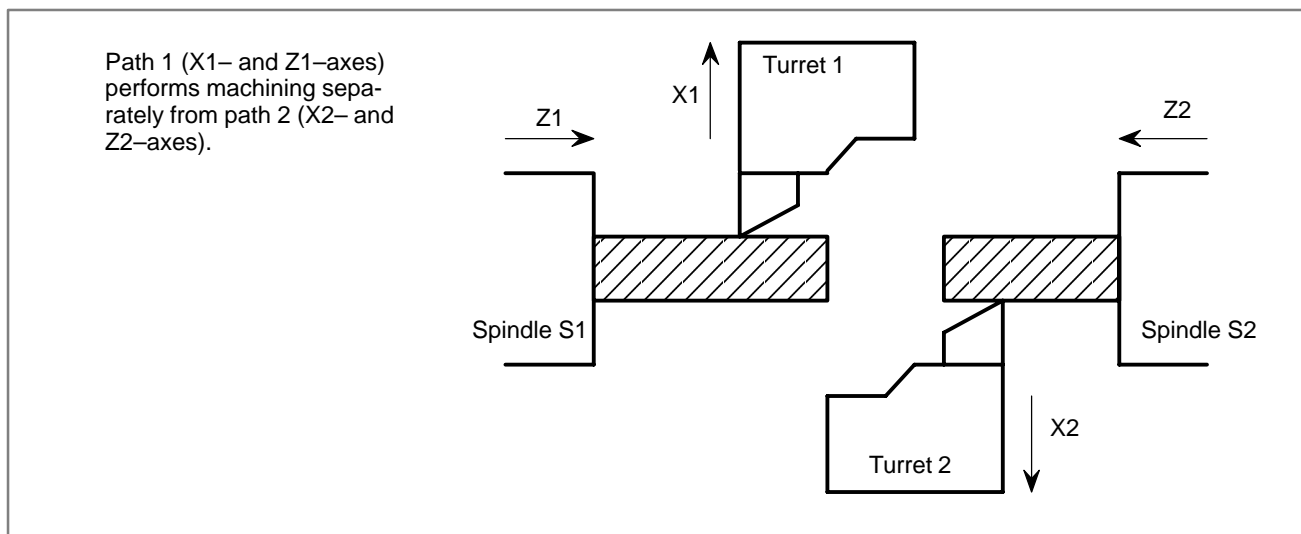 Path 1 (X1– and Z1–axes)
performs machining sepa-
rately from path 2 (X2– and
Z2–axes).
Turret 1
X1
Z1
Z2
Spindle S1
Spindle S2
X2
Turret 2